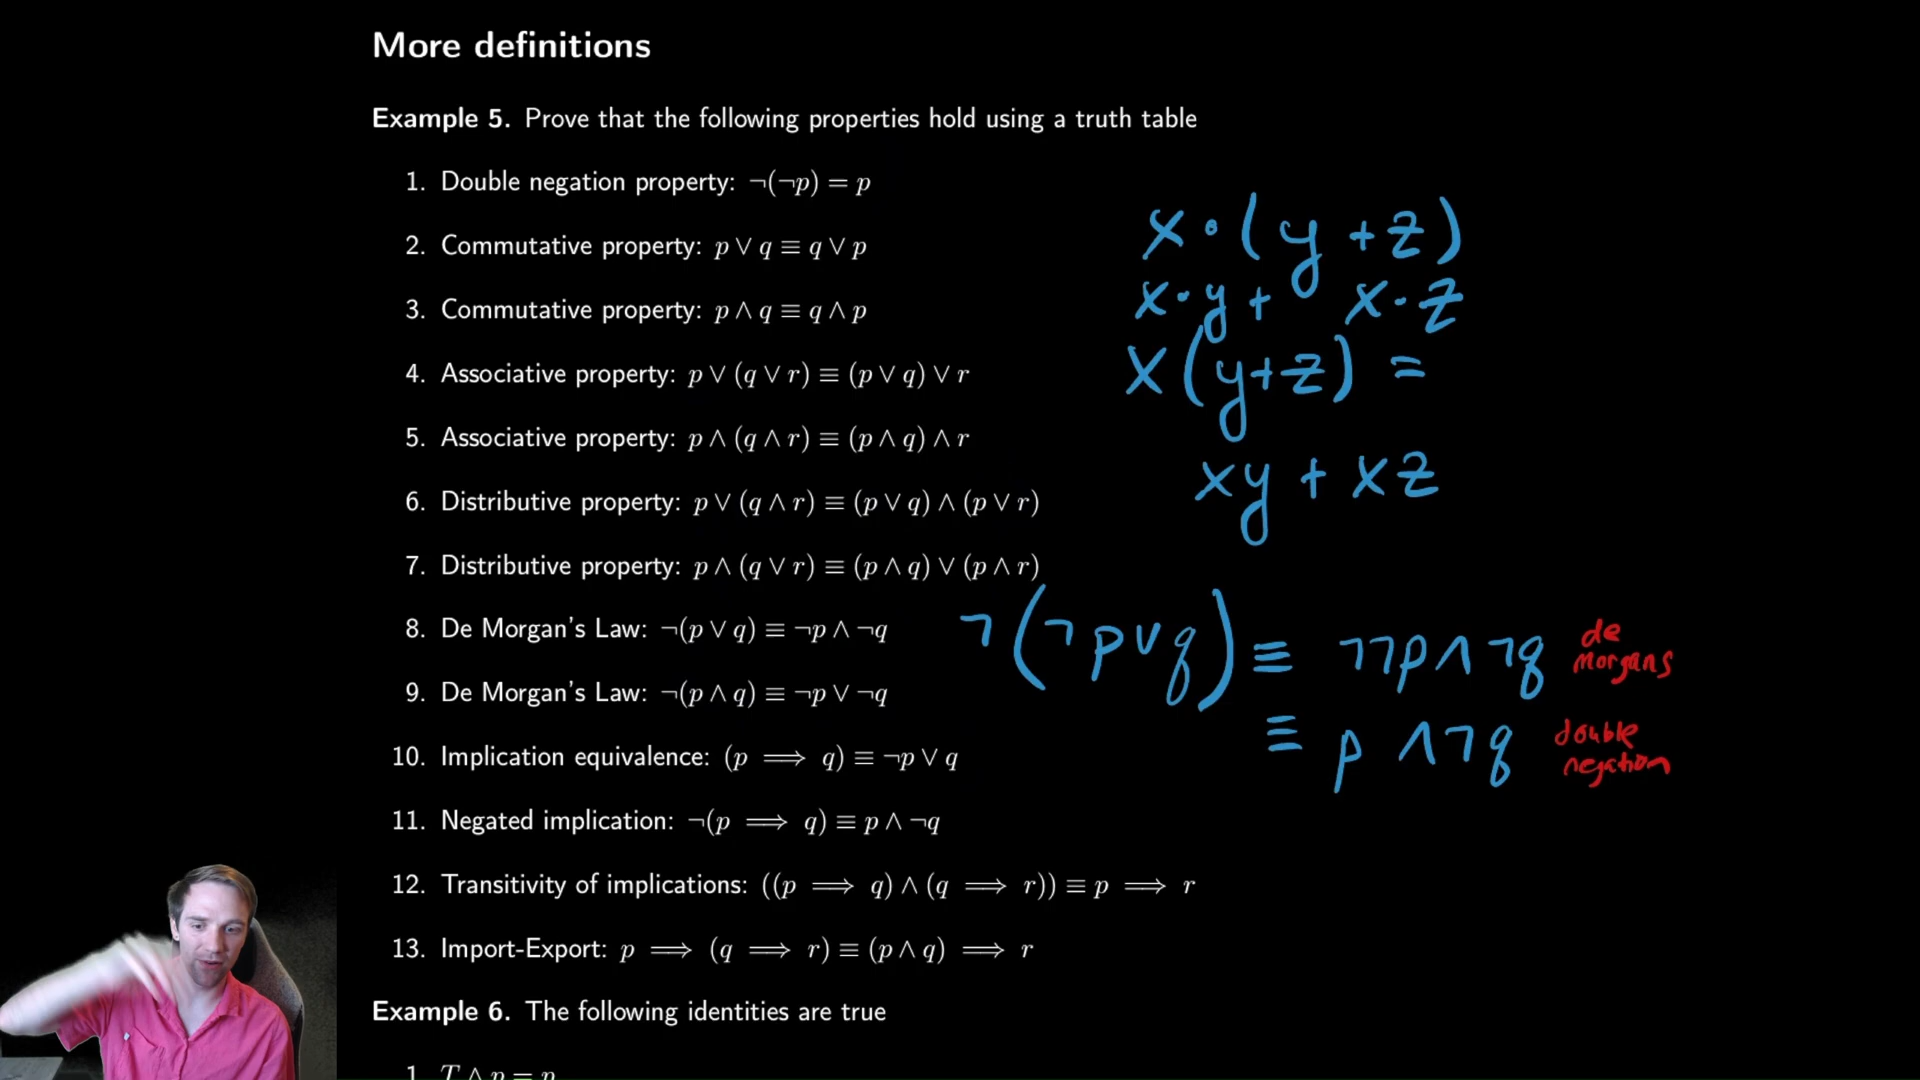 More definitions
Example 5. Prove that the following properties hold using a truth table
1. Double negation property: ¬(¬p) = p
2. Commutative property: p ∨ q ≡ q ∨ p
3. Commutative property: p ∧ q ≡ q ∧ p
4. Associative property: p ∨ (q ∨ r) ≡ (p ∨ q) ∨ r
5. Associative property: p ∧ (q ∧ r) ≡ (p ∧ q) ∧ r
6. Distributive property: p ∨ (q ∧ r) ≡ (p ∨ q) ∧ (p ∨ r)
7. Distributive property: p ∧ (q ∨ r) ≡ (p ∧ q) ∨ (p ∧ r)
8. De Morgan's Law: ¬(p ∨ q) ≡ ¬p ∧ ¬q
9. De Morgan's Law: ¬(p ∧ q) ≡ ¬p ∨ ¬q
10. Implication equivalence: (p ⟹ q) ≡ ¬p ∨ q
11. Negated implication: ¬(p ⟹ q) ≡ p ∧ ¬q
12. Transitivity of implications: ((p ⟹ q) ∧ (q ⟹ r)) ≡ p ⟹ r
13. Import-Export: p ⟹ (q ⟹ r) ≡ (p ∧ q) ⟹ r
Example 6. The following identities are true
1. T ∧ p = p
x · (y + z)
x · y + x · z
x(y+z) =
xy + xz
¬(¬p∨q) ≡ ¬¬p∧¬q
de
morgans
≡ p ∧¬q
double
negation